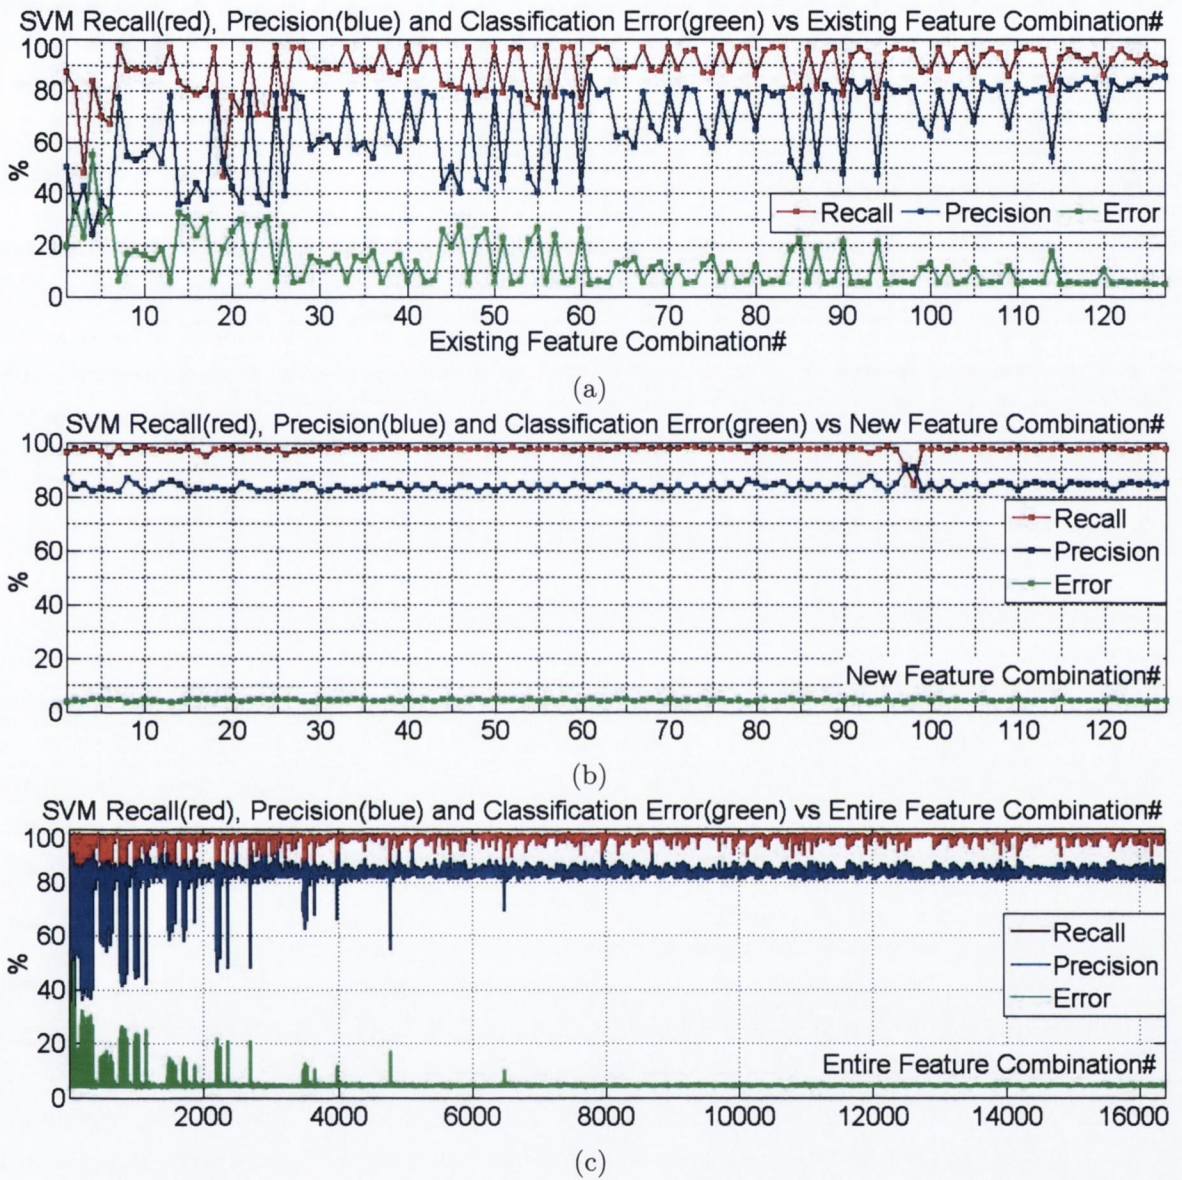 SVM Recall(red), Precision(blue) and Classification Error(green) vs Existing Feature Combination#
100
80
60
40
20
0
%
Recall Precision Error
10 20 30 40 50 60 70 80 90 100 110 120
Existing Feature Combination#
(a)
SVM Recall(red), Precision(blue) and Classification Error(green) vs New Feature Combination#
100
80
60
40
20
0
%
Recall
Precision
Error
New Feature Combination#
10 20 30 40 50 60 70 80 90 100 110 120
(b)
SVM Recall(red), Precision(blue) and Classification Error(green) vs Entire Feature Combination#
100
80
60
40
20
0
%
Recall
Precision
Error
Entire Feature Combination#
2000 4000 6000 8000 10000 12000 14000 16000
(c)